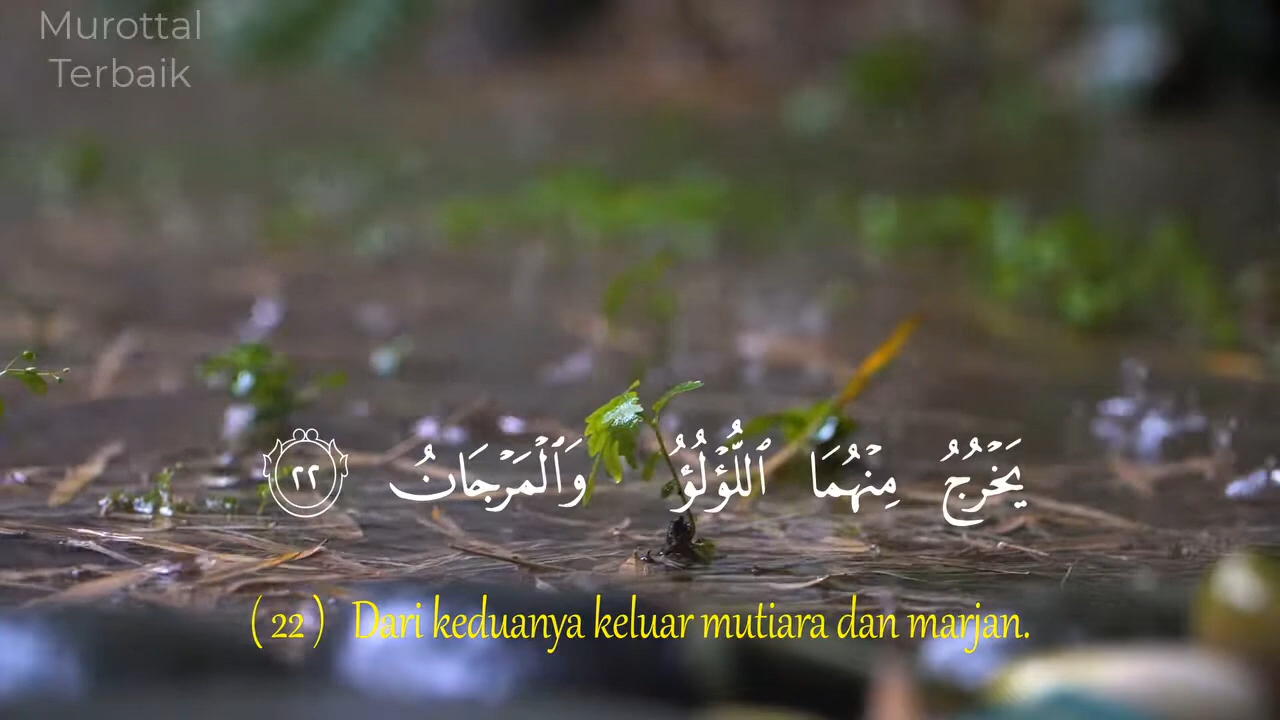 Murottal
Terbaik
يَخْرُجُ مِنْهُمَا ٱللُّؤْلُؤُ وَٱلْمَرْجَانُ ٢٢
( 22 ) Dari keduanya keluar mutiara dan marjan.